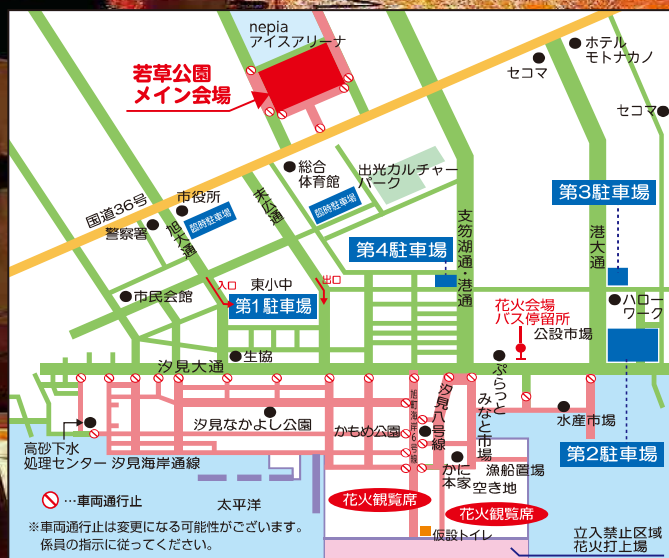 nepia
アイスアリーナ
若草公園
メイン会場
ホテル
モトナカノ
セコマ
セコマ
総合
体育館
出光カルチャー
パーク
第3駐車場
国道36号
市役所
臨時駐車場
末広通
臨時駐車場
警察署
旭大通
第4駐車場
支笏湖通・港通
港大通
市民会館
入口
東小中
出口
第1駐車場
花火会場
バス停留所
公設市場
ハロー
ワーク
汐見大通
生協
ぷらっと
みなと市場
汐見なかよし公園
かもめ公園
旭町海岸6号線
汐見八号線
水産市場
高砂下水
処理センター
汐見海岸通線
かに
本家
漁船置場
空き地
第2駐車場
…車両通行止
太平洋
花火観覧席
花火観覧席
※車両通行止は変更になる可能性がございます。
係員の指示に従ってください。
仮設トイレ
立入禁止区域
花火打上場